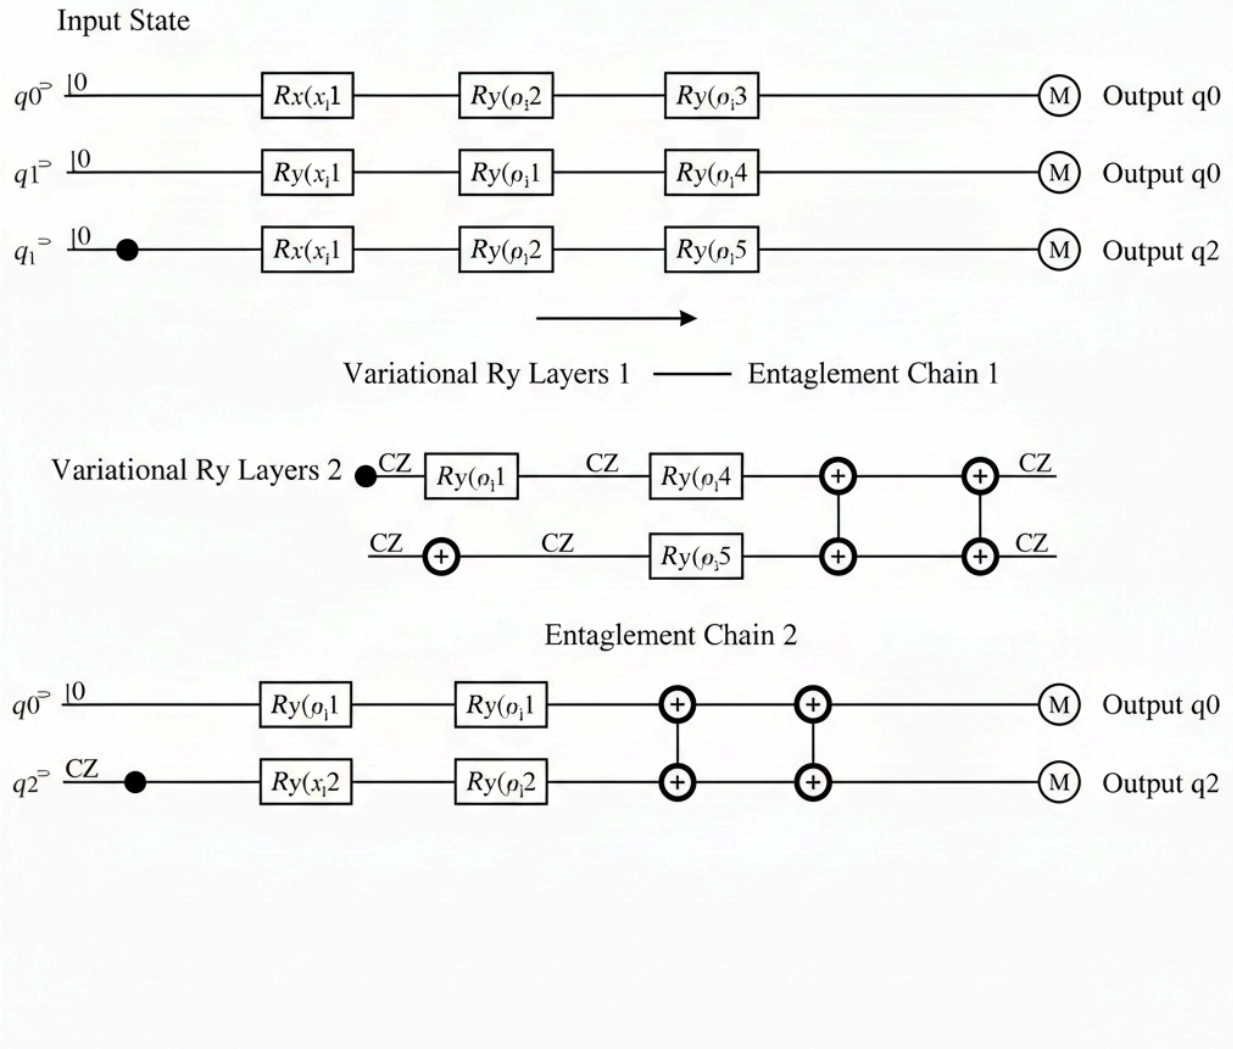 Input State
q0⊃ |0 Rx(xᵢ1 Ry(ρᵢ2 Ry(ρᵢ3 M Output q0
q1⊃ |0 Ry(xᵢ1 Ry(ρᵢ1 Ry(ρᵢ4 M Output q0
q₁⊃ |0 Rx(xᵢ1 Ry(ρᵢ2 Ry(ρᵢ5 M Output q2
Variational Ry Layers 1 Entaglement Chain 1
Variational Ry Layers 2 CZ Ry(ρᵢ1 CZ Ry(ρᵢ4 + + CZ
CZ + CZ Ry(ρᵢ5 + + CZ
Entaglement Chain 2
q0⊃ |0 Ry(ρᵢ1 Ry(ρᵢ1 + + M Output q0
q2⊃ CZ Ry(xᵢ2 Ry(ρᵢ2 + + M Output q2